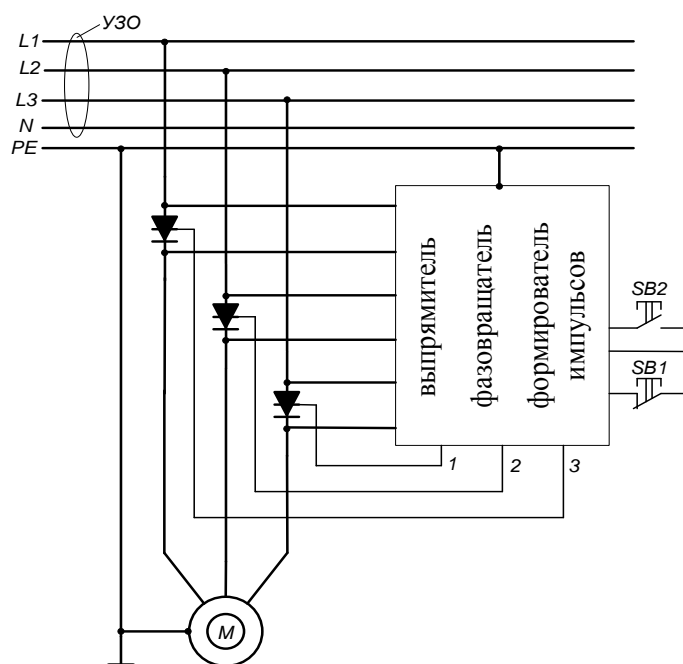 УЗО
L1
L2
L3
N
PE
выпрямитель
фазовращатель
формирователь
импульсов
SB2
SB1
1
2
3
M